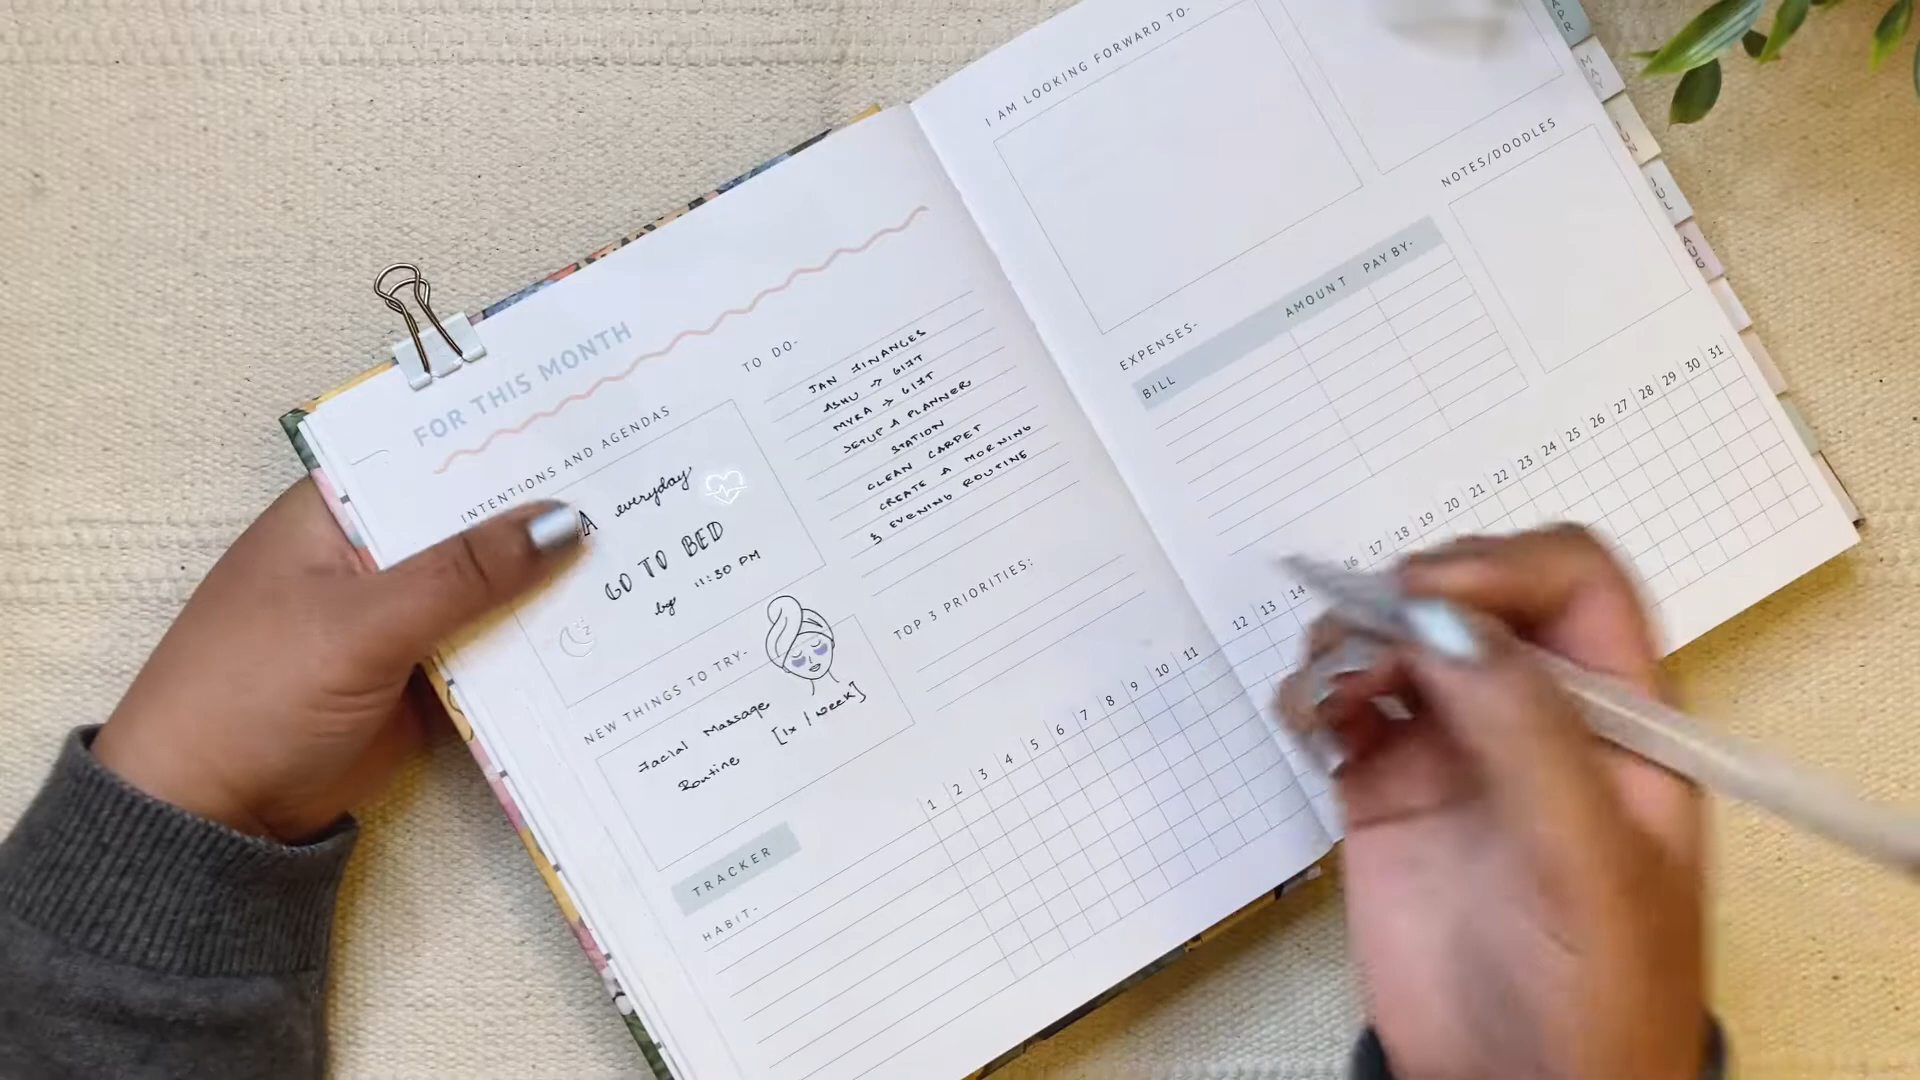 FOR THIS MONTH
INTENTIONS AND AGENDAS
everyday
GO TO BED
by 11:30 PM
NEW THINGS TO TRY-
Facial Massage
Routine [1x / week]
TO DO-
JAN FINANCES
ASHU → GIFT
MYRA → GIFT
SETUP A PLANNER
STATION
CLEAN CARPET
CREATE A MORNING
& EVENING ROUTINE
TOP 3 PRIORITIES:
TRACKER
HABIT-
1 2 3 4 5 6 7 8 9 10 11
I AM LOOKING FORWARD TO-
NOTES/DOODLES
EXPENSES-
BILL AMOUNT PAY BY-
12 13 14 16 17 18 19 20 21 22 23 24 25 26 27 28 29 30 31
APR
MAY
JUN
JUL
AUG